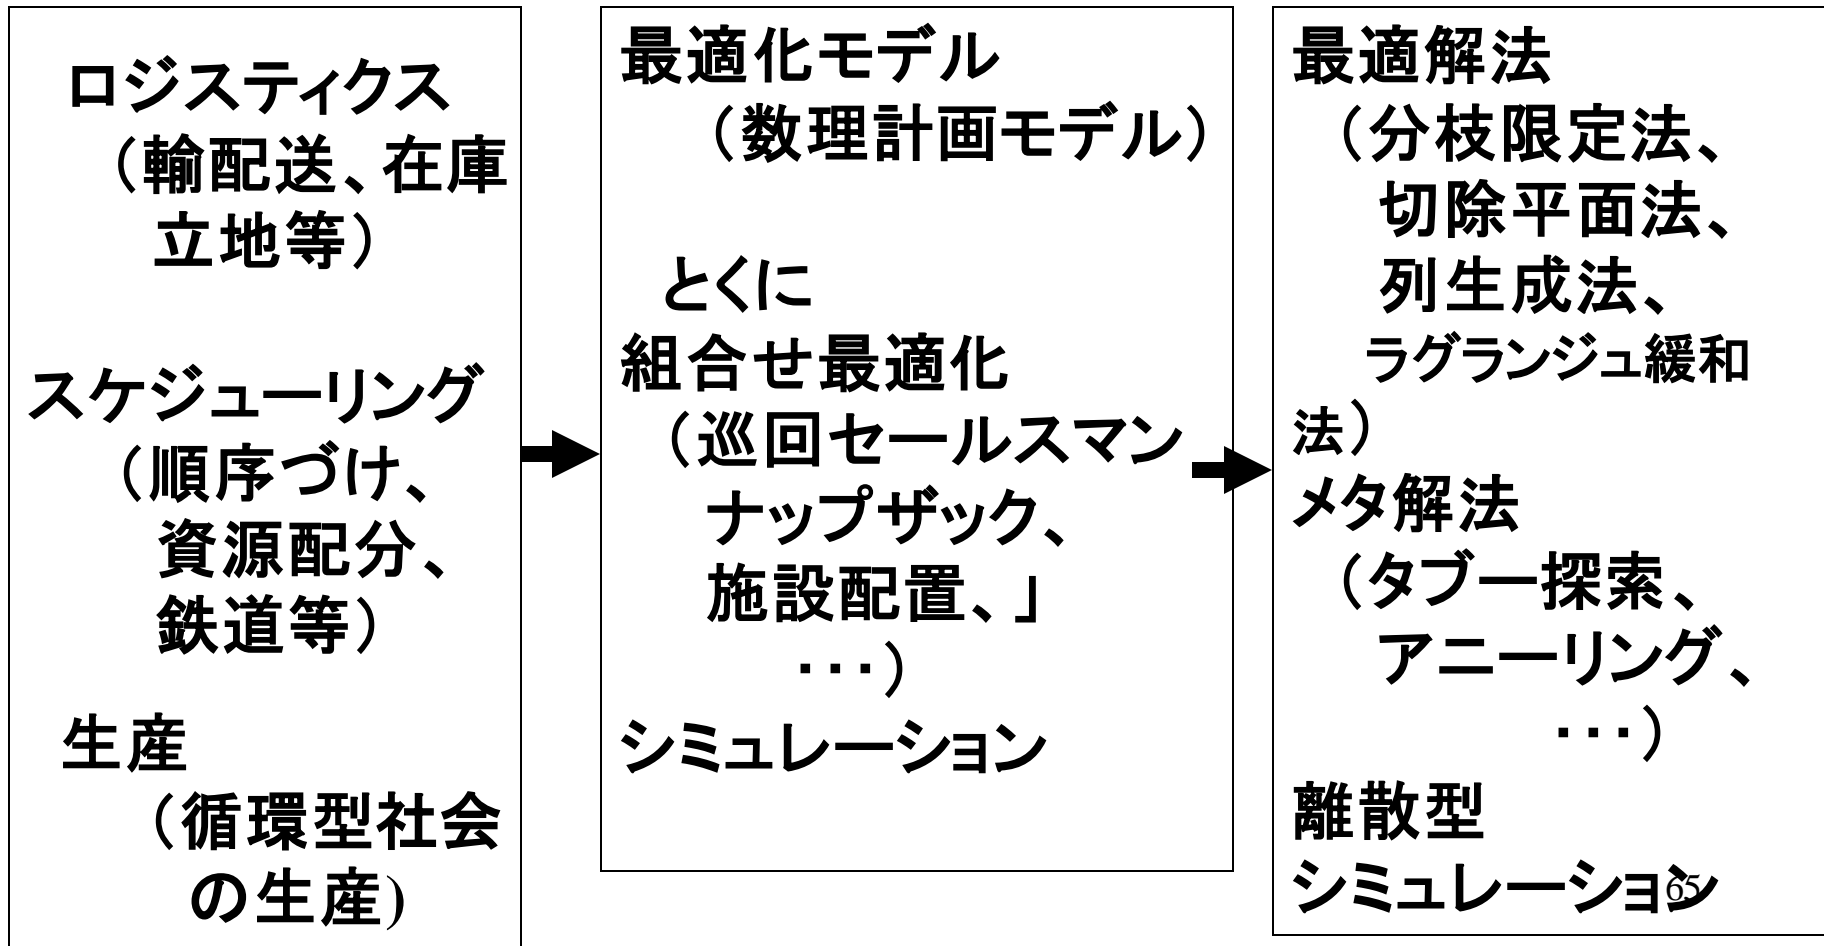 ロジスティクス
（輸配送、在庫
立地等）
スケジューリング
（順序づけ、
資源配分、
鉄道等）
生産
（循環型社会
の生産)
最適化モデル
（数理計画モデル）
とくに
組合せ最適化
（巡回セールスマン
ナップザック、
施設配置、」
・・・）
シミュレーション
最適解法
（分枝限定法、
切除平面法、
列生成法、
ラグランジュ緩和
法）
メタ解法
（タブー探索、
アニーリング、
・・・）
離散型
シミュレーション
65